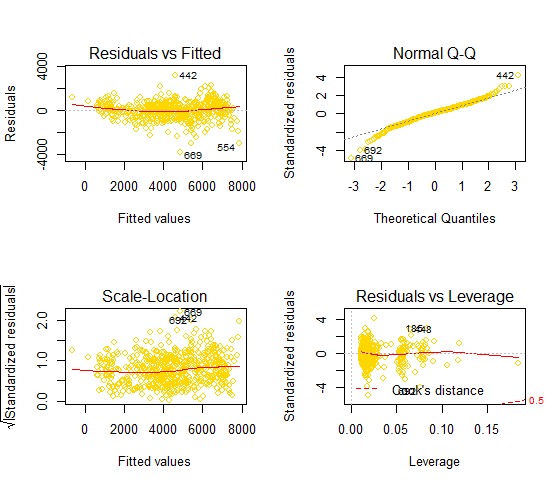 Residuals vs Fitted
Residuals
-4000
0
4000
442
554
669
0 2000 4000 6000 8000
Fitted values
Normal Q-Q
Standardized residuals
-4
0
2
4
442
692
669
-3 -2 -1 0 1 2 3
Theoretical Quantiles
Scale-Location
√|Standardized residuals|
0.0
1.0
2.0
669
692
442
0 2000 4000 6000 8000
Fitted values
Residuals vs Leverage
Standardized residuals
-4
0
4
Cook's distance
0.5
0.00 0.05 0.10 0.15
Leverage